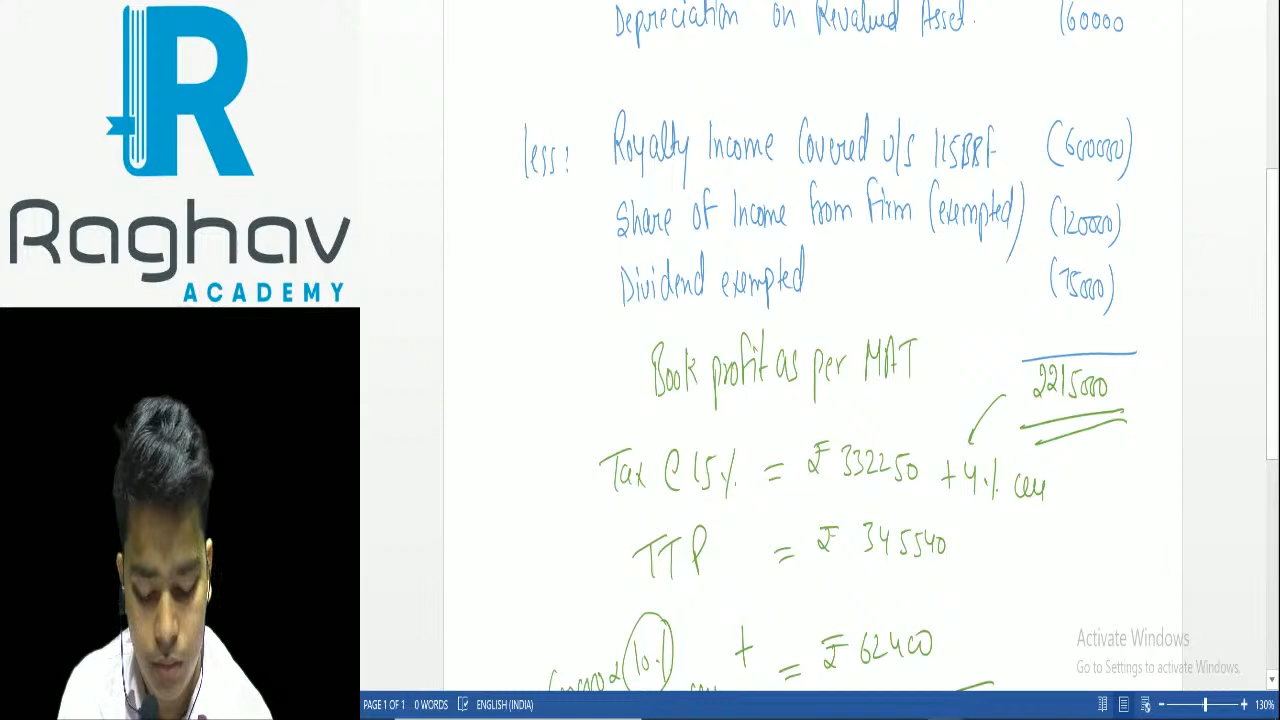 Raghav
ACADEMY
Depreciation on Revalued Asset. 160000
less: Royalty Income Covered u/s 115BBF (600000)
Share of Income from firm (exempted) (120000)
Dividend exempted (75000)
Book profit as per MAT
2215000
Tax @ 15% = ₹ 332250 + 4% cess
TTP = ₹ 345540
10% + = ₹ 62400
Activate Windows
Go to Settings to activate Windows.
PAGE 1 OF 1 0 WORDS ENGLISH (INDIA) 130%